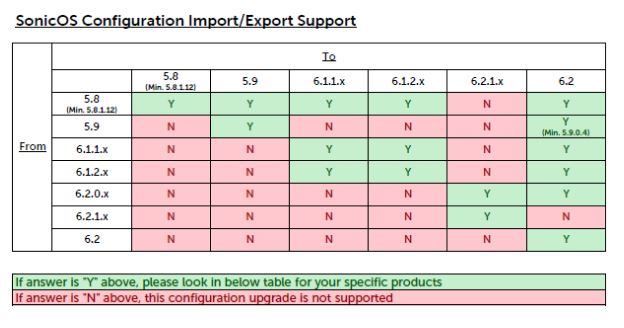 SonicOS Configuration Import/Export Support
To
5.8 (Min. 5.8.1.12) 5.9 6.1.1.x 6.1.2.x 6.2.1.x 6.2
From
5.8 (Min. 5.8.1.12) Y Y Y Y N Y
5.9 N Y N N N Y (Min. 5.9.0.4)
6.1.1.x N N Y Y N Y
6.1.2.x N N Y Y N Y
6.2.0.x N N N N Y Y
6.2.1.x N N N N Y N
6.2 N N N N N Y
If answer is "Y" above, please look in below table for your specific products
If answer is "N" above, this configuration upgrade is not supported